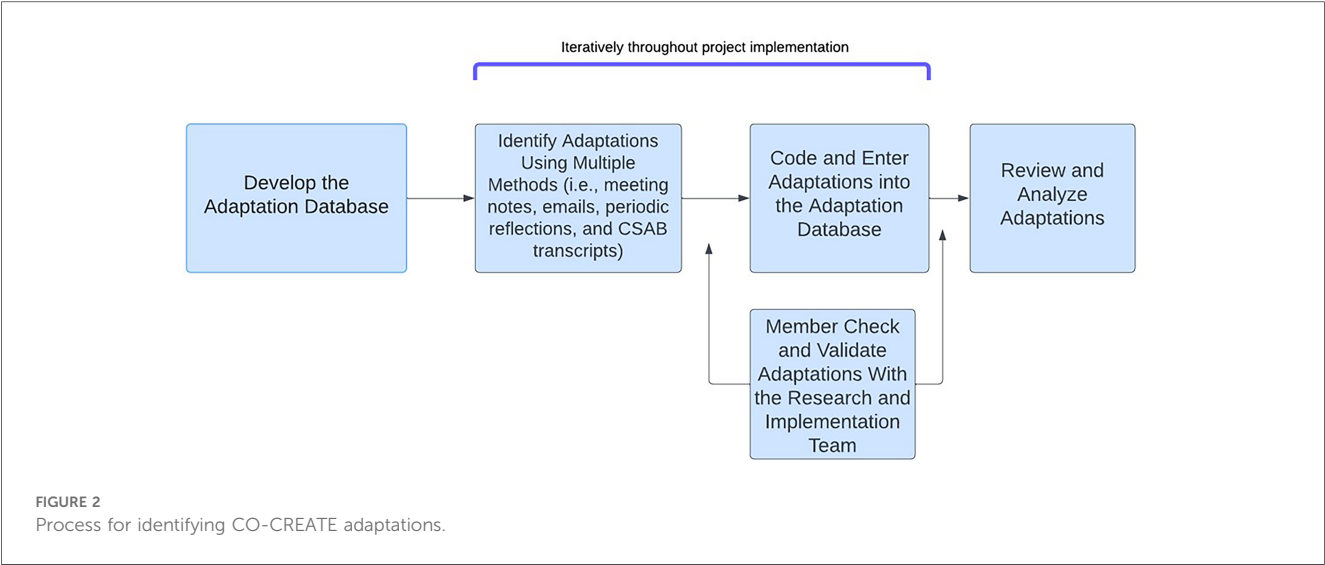 Iteratively throughout project implementation
Develop the
Adaptation Database
Identify Adaptations
Using Multiple
Methods (i.e., meeting
notes, emails, periodic
reflections, and CSAB
transcripts)
Code and Enter
Adaptations into
the Adaptation
Database
Review and
Analyze
Adaptations
Member Check
and Validate
Adaptations With
the Research and
Implementation
Team
FIGURE 2
Process for identifying CO-CREATE adaptations.